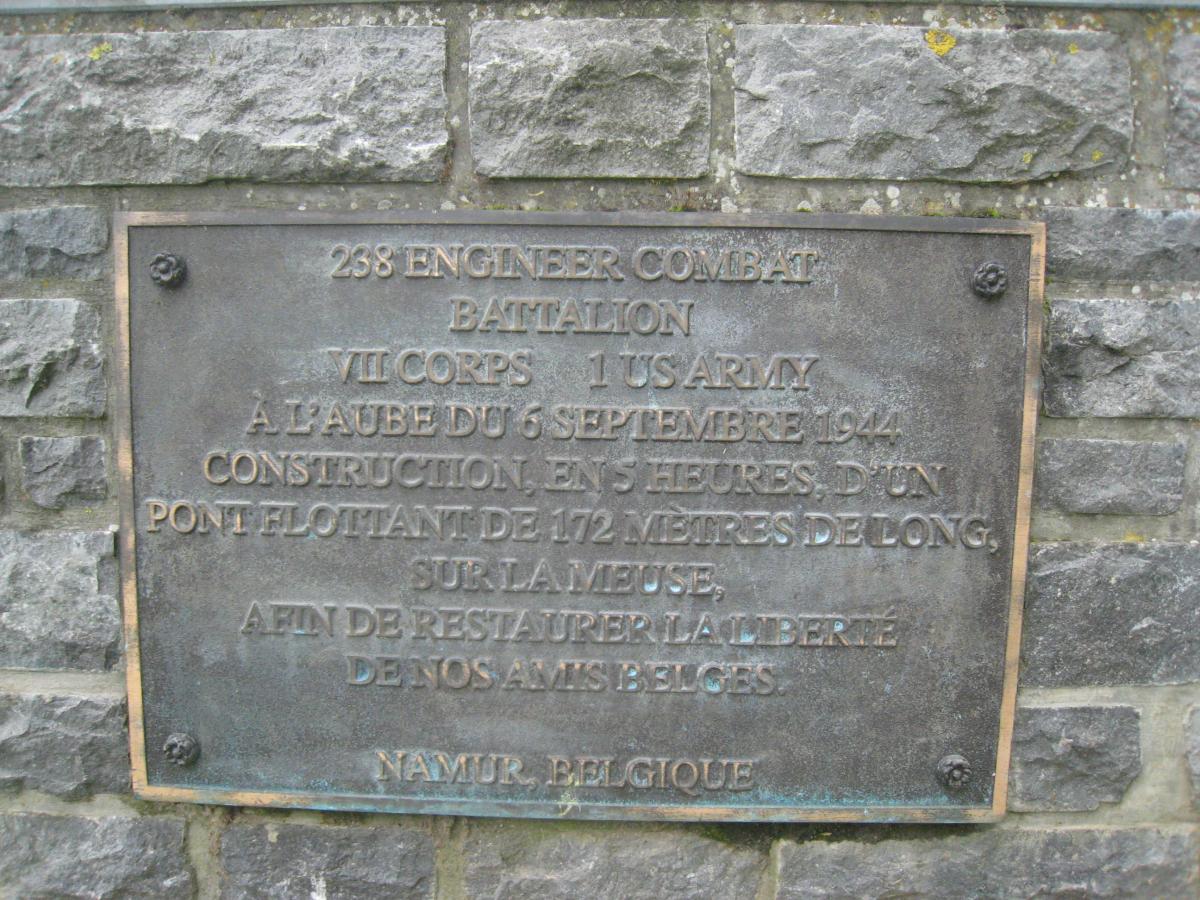 238 ENGINEER COMBAT
BATTALION
VII CORPS 1 US ARMY
À L'AUBE DU 6 SEPTEMBRE 1944
CONSTRUCTION, EN 5 HEURES, D'UN
PONT FLOTTANT DE 172 MÈTRES DE LONG,
SUR LA MEUSE,
AFIN DE RESTAURER LA LIBERTÉ
DE NOS AMIS BELGES.
NAMUR, BELGIQUE